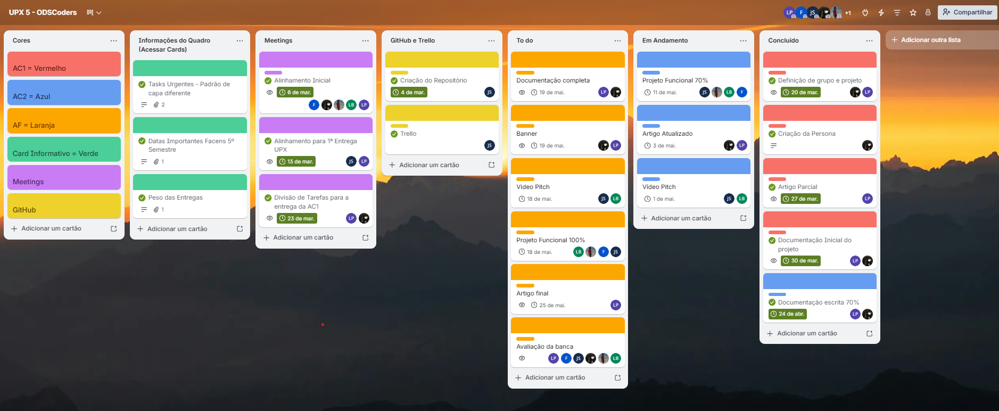 UPX 5 - ODSCoders
LP
F
JS
+1
Compartilhar
Cores
AC1 = Vermelho
AC2 = Azul
AF = Laranja
Card Informativo = Verde
Meetings
GitHub
Adicionar um cartão
Informações do Quadro
(Acessar Cards)
Tasks Urgentes - Padrão de
capa diferente
2
Datas Importantes Facens 5º
Semestre
1
Peso das Entregas
1
Adicionar um cartão
Meetings
Alinhamento Inicial
6 de mar.
F LB LP
Alinhamento para 1ª Entrega
UPX
13 de mar. JS LP
Divisão de Tarefas para a
entrega da AC1
23 de mar. LP
Adicionar um cartão
GitHub e Trello
Criação do Repositório
4 de mar. JS
Trello
JS
Adicionar um cartão
To do
Documentação completa
19 de mai. LP
Banner
19 de mai. LP
Video Pitch
18 de mai. JS LB
Projeto Funcional 100%
18 de mai. LB F JS
Artigo final
25 de mai. LP
Avaliação da banca
LP F JS LB
Adicionar um cartão
Em Andamento
Projeto Funcional 70%
11 de mai. JS LB F
Artigo Atualizado
3 de mai. LP
Vídeo Pitch
1 de mai. JS LB
Adicionar um cartão
Concluído
Definição de grupo e projeto
20 de mar. LP
Criação da Persona
Artigo Parcial
27 de mar. LP
Documentação Inicial do
projeto
30 de mar. LP
Documentação escrita 70%
24 de abr. LP
Adicionar um cartão
Adicionar outra lista